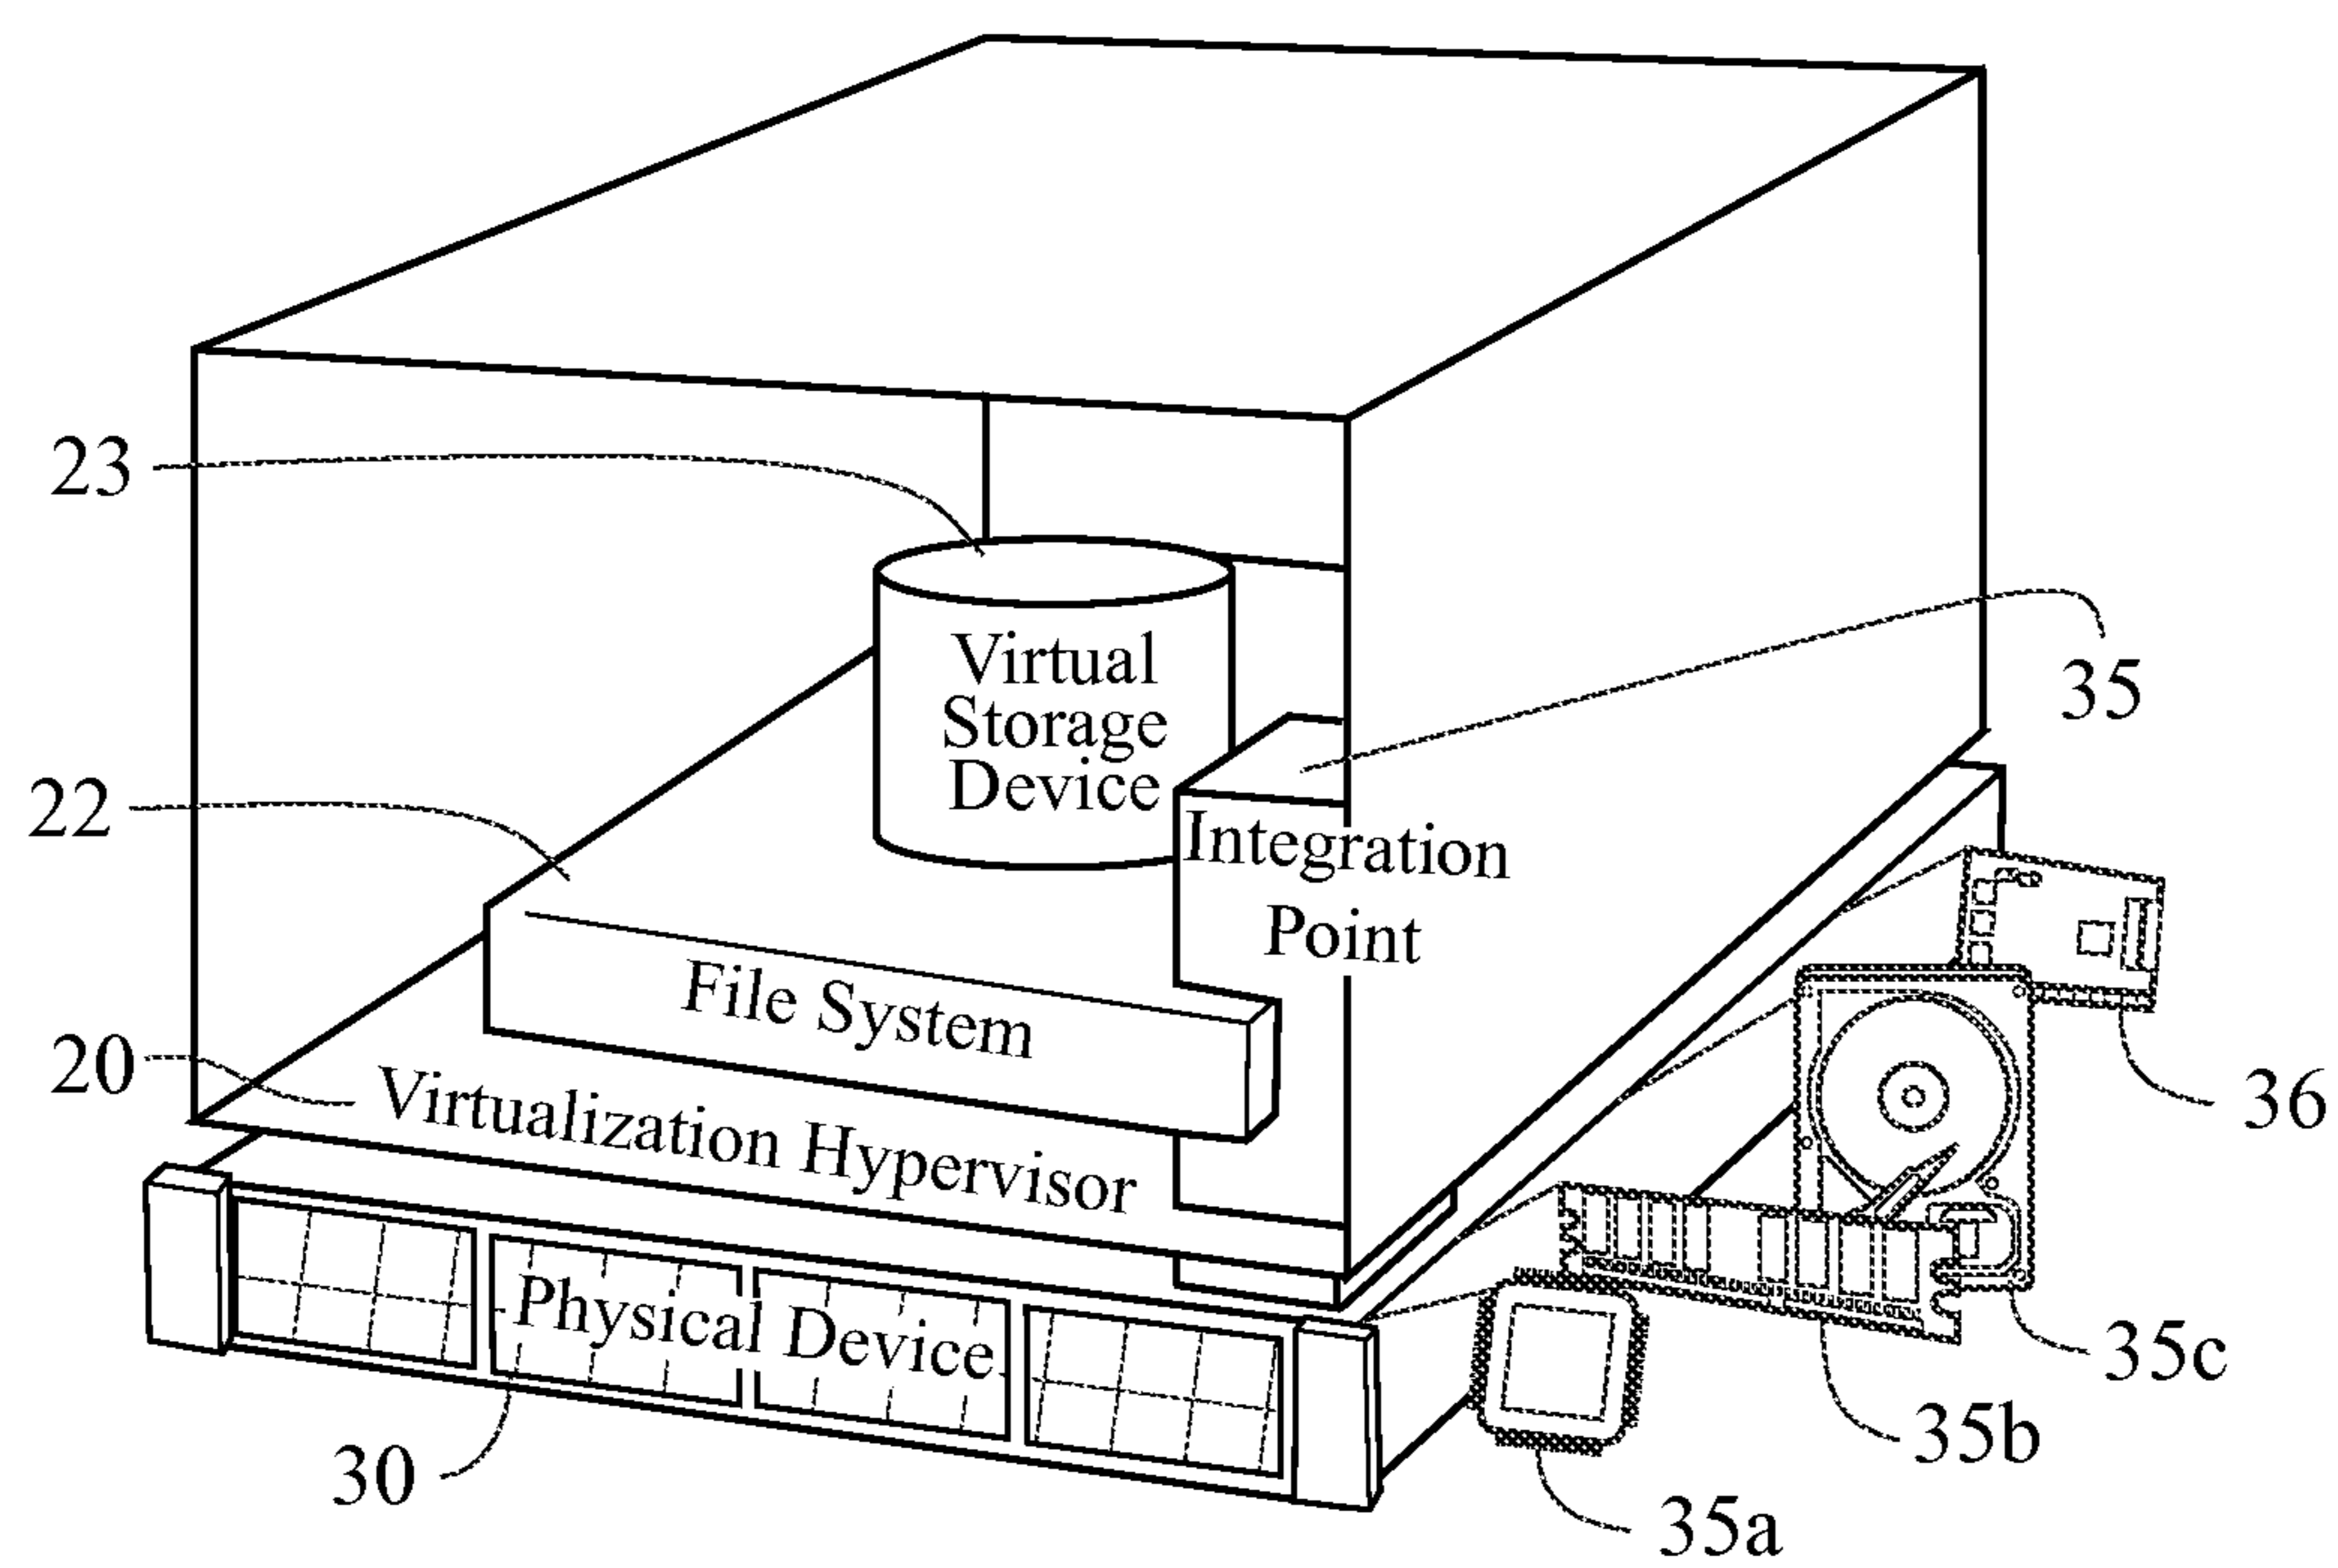 23
Virtual
Storage
Device
35
22
Integration
Point
File System
20
Virtualization Hypervisor
36
Physical Device
35c
35b
30
35a